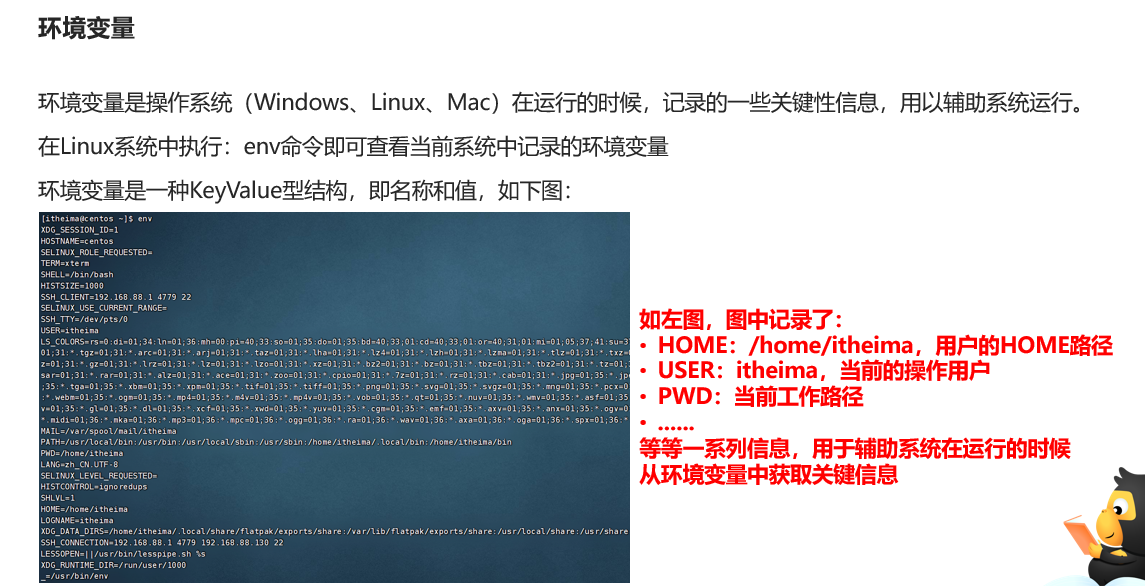 环境变量
环境变量是操作系统（Windows、Linux、Mac）在运行的时候，记录的一些关键性信息，用以辅助系统运行。
在Linux系统中执行：env命令即可查看当前系统中记录的环境变量
环境变量是一种KeyValue型结构，即名称和值，如下图：
[itheima@centos ~]$ env
XDG_SESSION_ID=1
HOSTNAME=centos
SELINUX_ROLE_REQUESTED=
TERM=xterm
SHELL=/bin/bash
HISTSIZE=1000
SSH_CLIENT=192.168.88.1 4779 22
SELINUX_USE_CURRENT_RANGE=
SSH_TTY=/dev/pts/0
USER=itheima
LS_COLORS=rs=0:di=01;34:ln=01;36:mh=00:pi=40;33:so=01;35:do=01;35:bd=40;33;01:cd=40;33;01:or=40;31;01:mi=01;05;37;41:su=3
01;31:*.tgz=01;31:*.arc=01;31:*.arj=01;31:*.taz=01;31:*.lha=01;31:*.lz4=01;31:*.lzh=01;31:*.lzma=01;31:*.tlz=01;31:*.txz=0
z=01;31:*.gz=01;31:*.lrz=01;31:*.lz=01;31:*.lzo=01;31:*.xz=01;31:*.bz2=01;31:*.bz=01;31:*.tbz=01;31:*.tbz2=01;31:*.tz=01;
sar=01;31:*.rar=01;31:*.alz=01;31:*.ace=01;31:*.zoo=01;31:*.cpio=01;31:*.7z=01;31:*.rz=01;31:*.cab=01;31:*.jpg=01;35:*.jp
;35:*.tga=01;35:*.xbm=01;35:*.xpm=01;35:*.tif=01;35:*.tiff=01;35:*.png=01;35:*.svg=01;35:*.svgz=01;35:*.mng=01;35:*.pcx=0
:*.webm=01;35:*.ogm=01;35:*.mp4=01;35:*.m4v=01;35:*.mp4v=01;35:*.vob=01;35:*.qt=01;35:*.nuv=01;35:*.wmv=01;35:*.asf=01;35
v=01;35:*.gl=01;35:*.dl=01;35:*.xcf=01;35:*.xwd=01;35:*.yuv=01;35:*.cgm=01;35:*.emf=01;35:*.axv=01;35:*.anx=01;35:*.ogv=0
*.midi=01;36:*.mka=01;36:*.mp3=01;36:*.mpc=01;36:*.ogg=01;36:*.ra=01;36:*.wav=01;36:*.axa=01;36:*.oga=01;36:*.spx=01;36:*
MAIL=/var/spool/mail/itheima
PATH=/usr/local/bin:/usr/bin:/usr/local/sbin:/usr/sbin:/home/itheima/.local/bin:/home/itheima/bin
PWD=/home/itheima
LANG=zh_CN.UTF-8
SELINUX_LEVEL_REQUESTED=
HISTCONTROL=ignoredups
SHLVL=1
HOME=/home/itheima
LOGNAME=itheima
XDG_DATA_DIRS=/home/itheima/.local/share/flatpak/exports/share:/var/lib/flatpak/exports/share:/usr/local/share:/usr/share
SSH_CONNECTION=192.168.88.1 4779 192.168.88.130 22
LESSOPEN=||/usr/bin/lesspipe.sh %s
XDG_RUNTIME_DIR=/run/user/1000
_=/usr/bin/env
如左图，图中记录了：
• HOME：/home/itheima，用户的HOME路径
• USER：itheima，当前的操作用户
• PWD：当前工作路径
• ......
等等一系列信息，用于辅助系统在运行的时候
从环境变量中获取关键信息